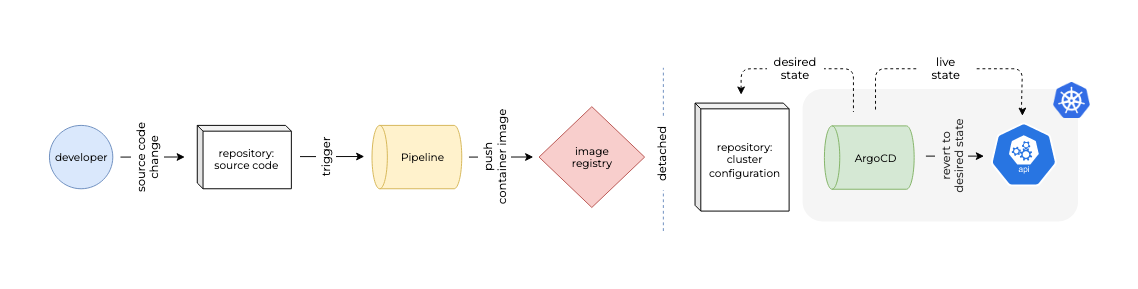 developer
source code
change
repository:
source code
trigger
Pipeline
push
container image
image
registry
detached
desired
state
repository:
cluster
configuration
live
state
ArgoCD
revert to
desired state
api